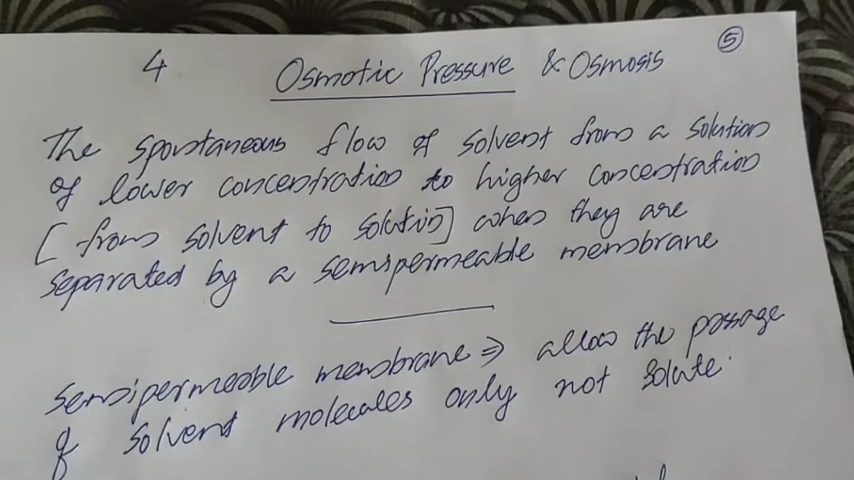 4 Osmotic Pressure & Osmosis ⑤
The spontaneous flow of solvent from a solution
of lower concentration to higher concentration
[from solvent to solution] when they are
separated by a semipermeable membrane
Semipermeable membrane ⇒ allow the passage
of solvent molecules only not solute.